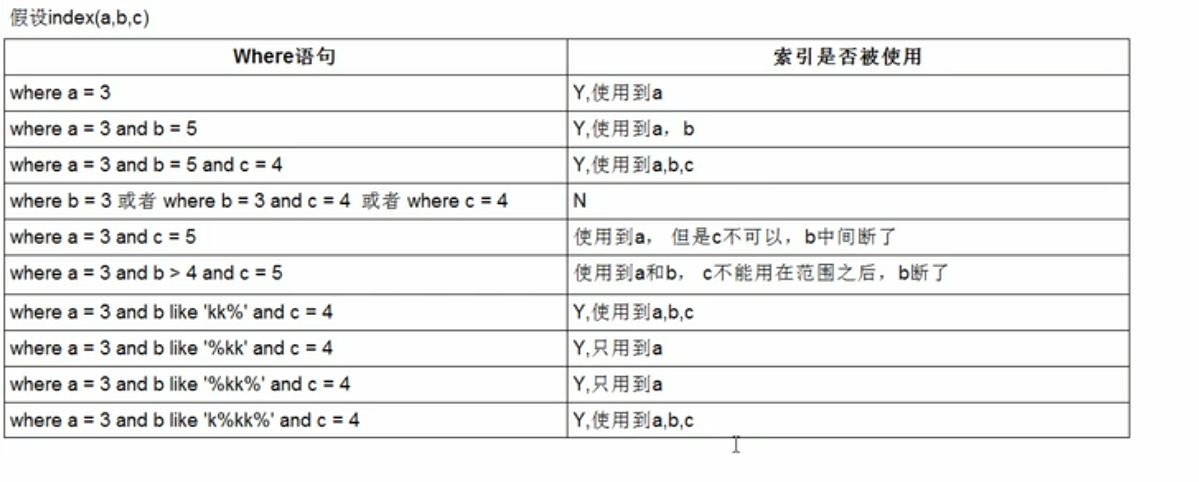 假设index(a,b,c)
Where语句 索引是否被使用
where a = 3 Y,使用到a
where a = 3 and b = 5 Y,使用到a，b
where a = 3 and b = 5 and c = 4 Y,使用到a,b,c
where b = 3 或者 where b = 3 and c = 4 或者 where c = 4 N
where a = 3 and c = 5 使用到a， 但是c不可以，b中间断了
where a = 3 and b > 4 and c = 5 使用到a和b， c不能用在范围之后，b断了
where a = 3 and b like 'kk%' and c = 4 Y,使用到a,b,c
where a = 3 and b like '%kk' and c = 4 Y,只用到a
where a = 3 and b like '%kk%' and c = 4 Y,只用到a
where a = 3 and b like 'k%kk%' and c = 4 Y,使用到a,b,c